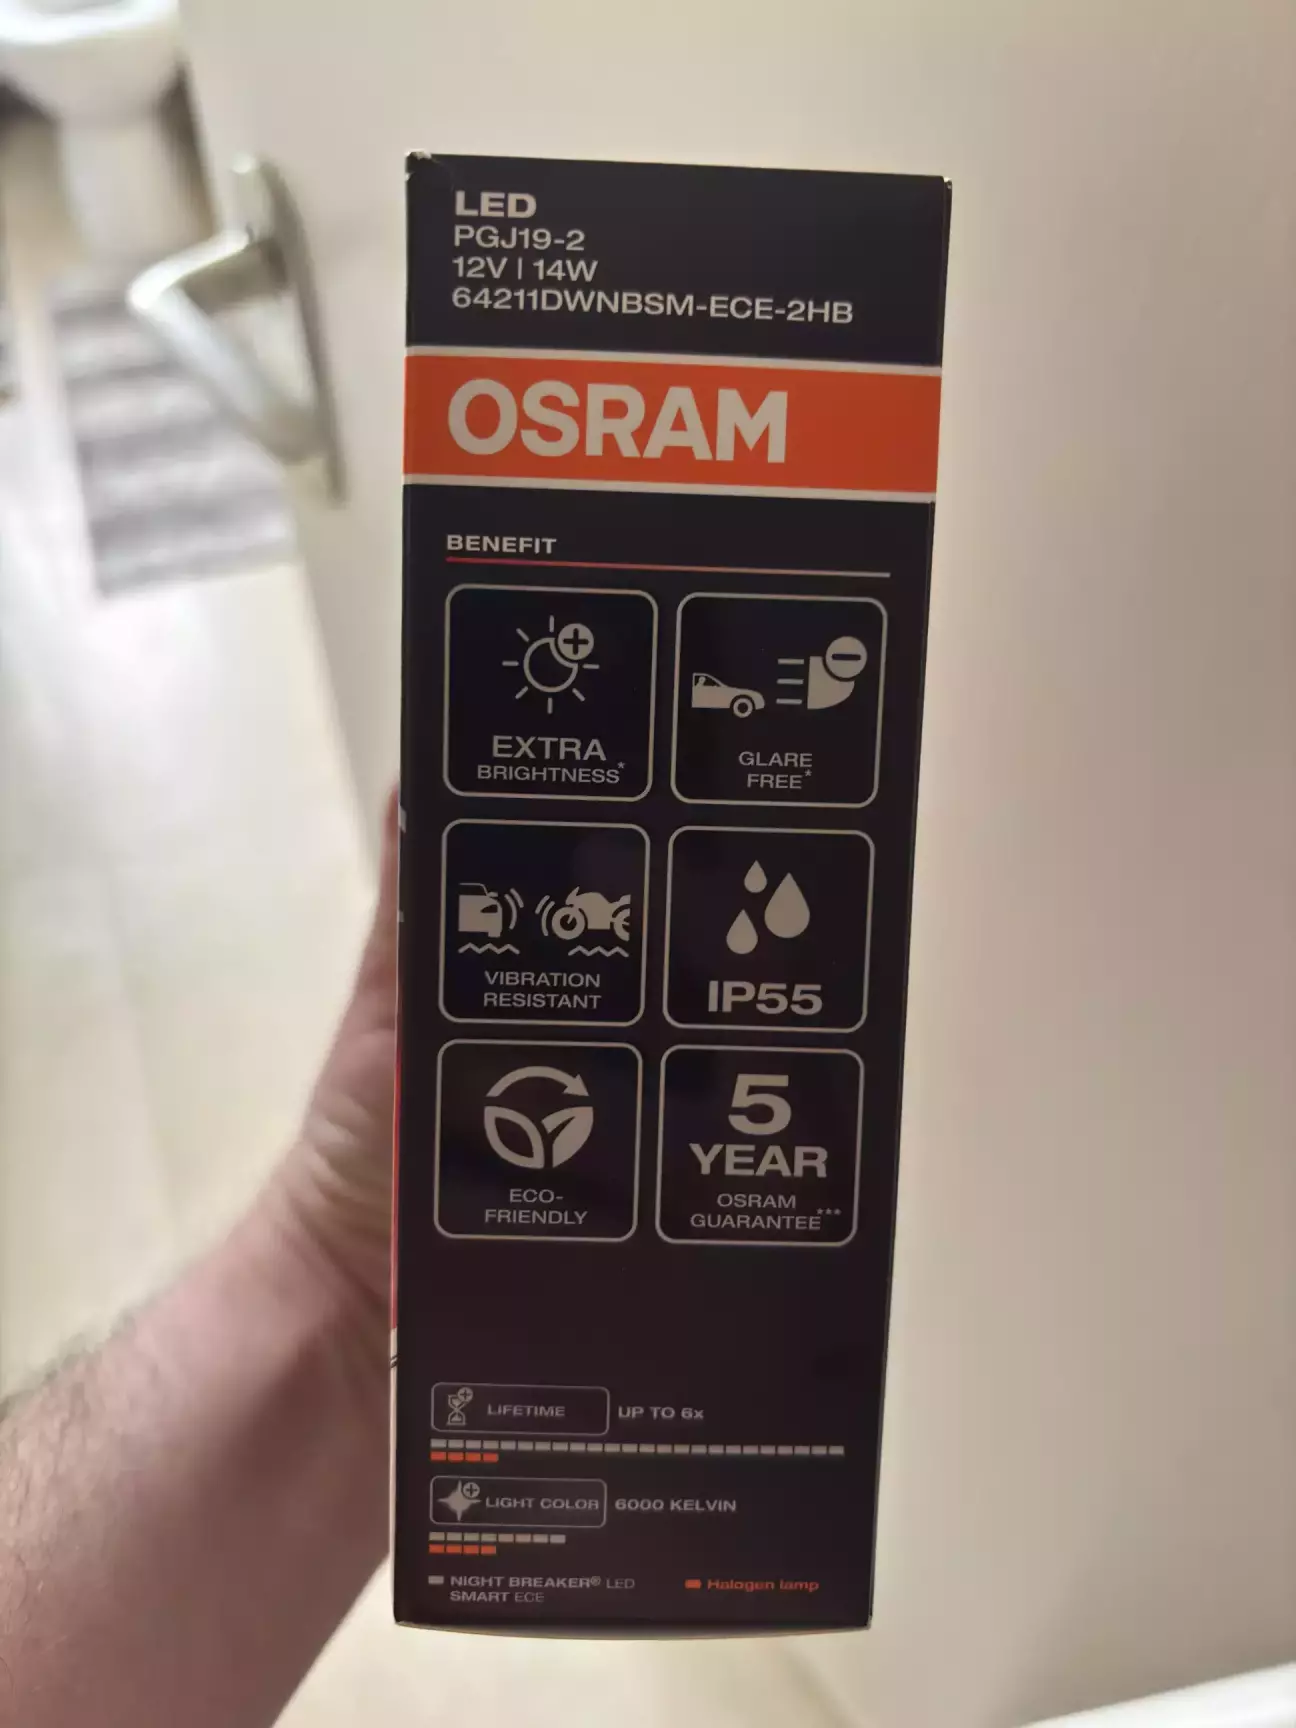 LED
PGJ19-2
12V | 14W
64211DWNBSM-ECE-2HB
OSRAM
BENEFIT
EXTRA
BRIGHTNESS*
GLARE
FREE*
VIBRATION
RESISTANT
IP55
ECO-
FRIENDLY
5
YEAR
OSRAM
GUARANTEE***
LIFETIME UP TO 6x
LIGHT COLOR 6000 KELVIN
NIGHT BREAKER® LED
SMART ECE
Halogen lamp